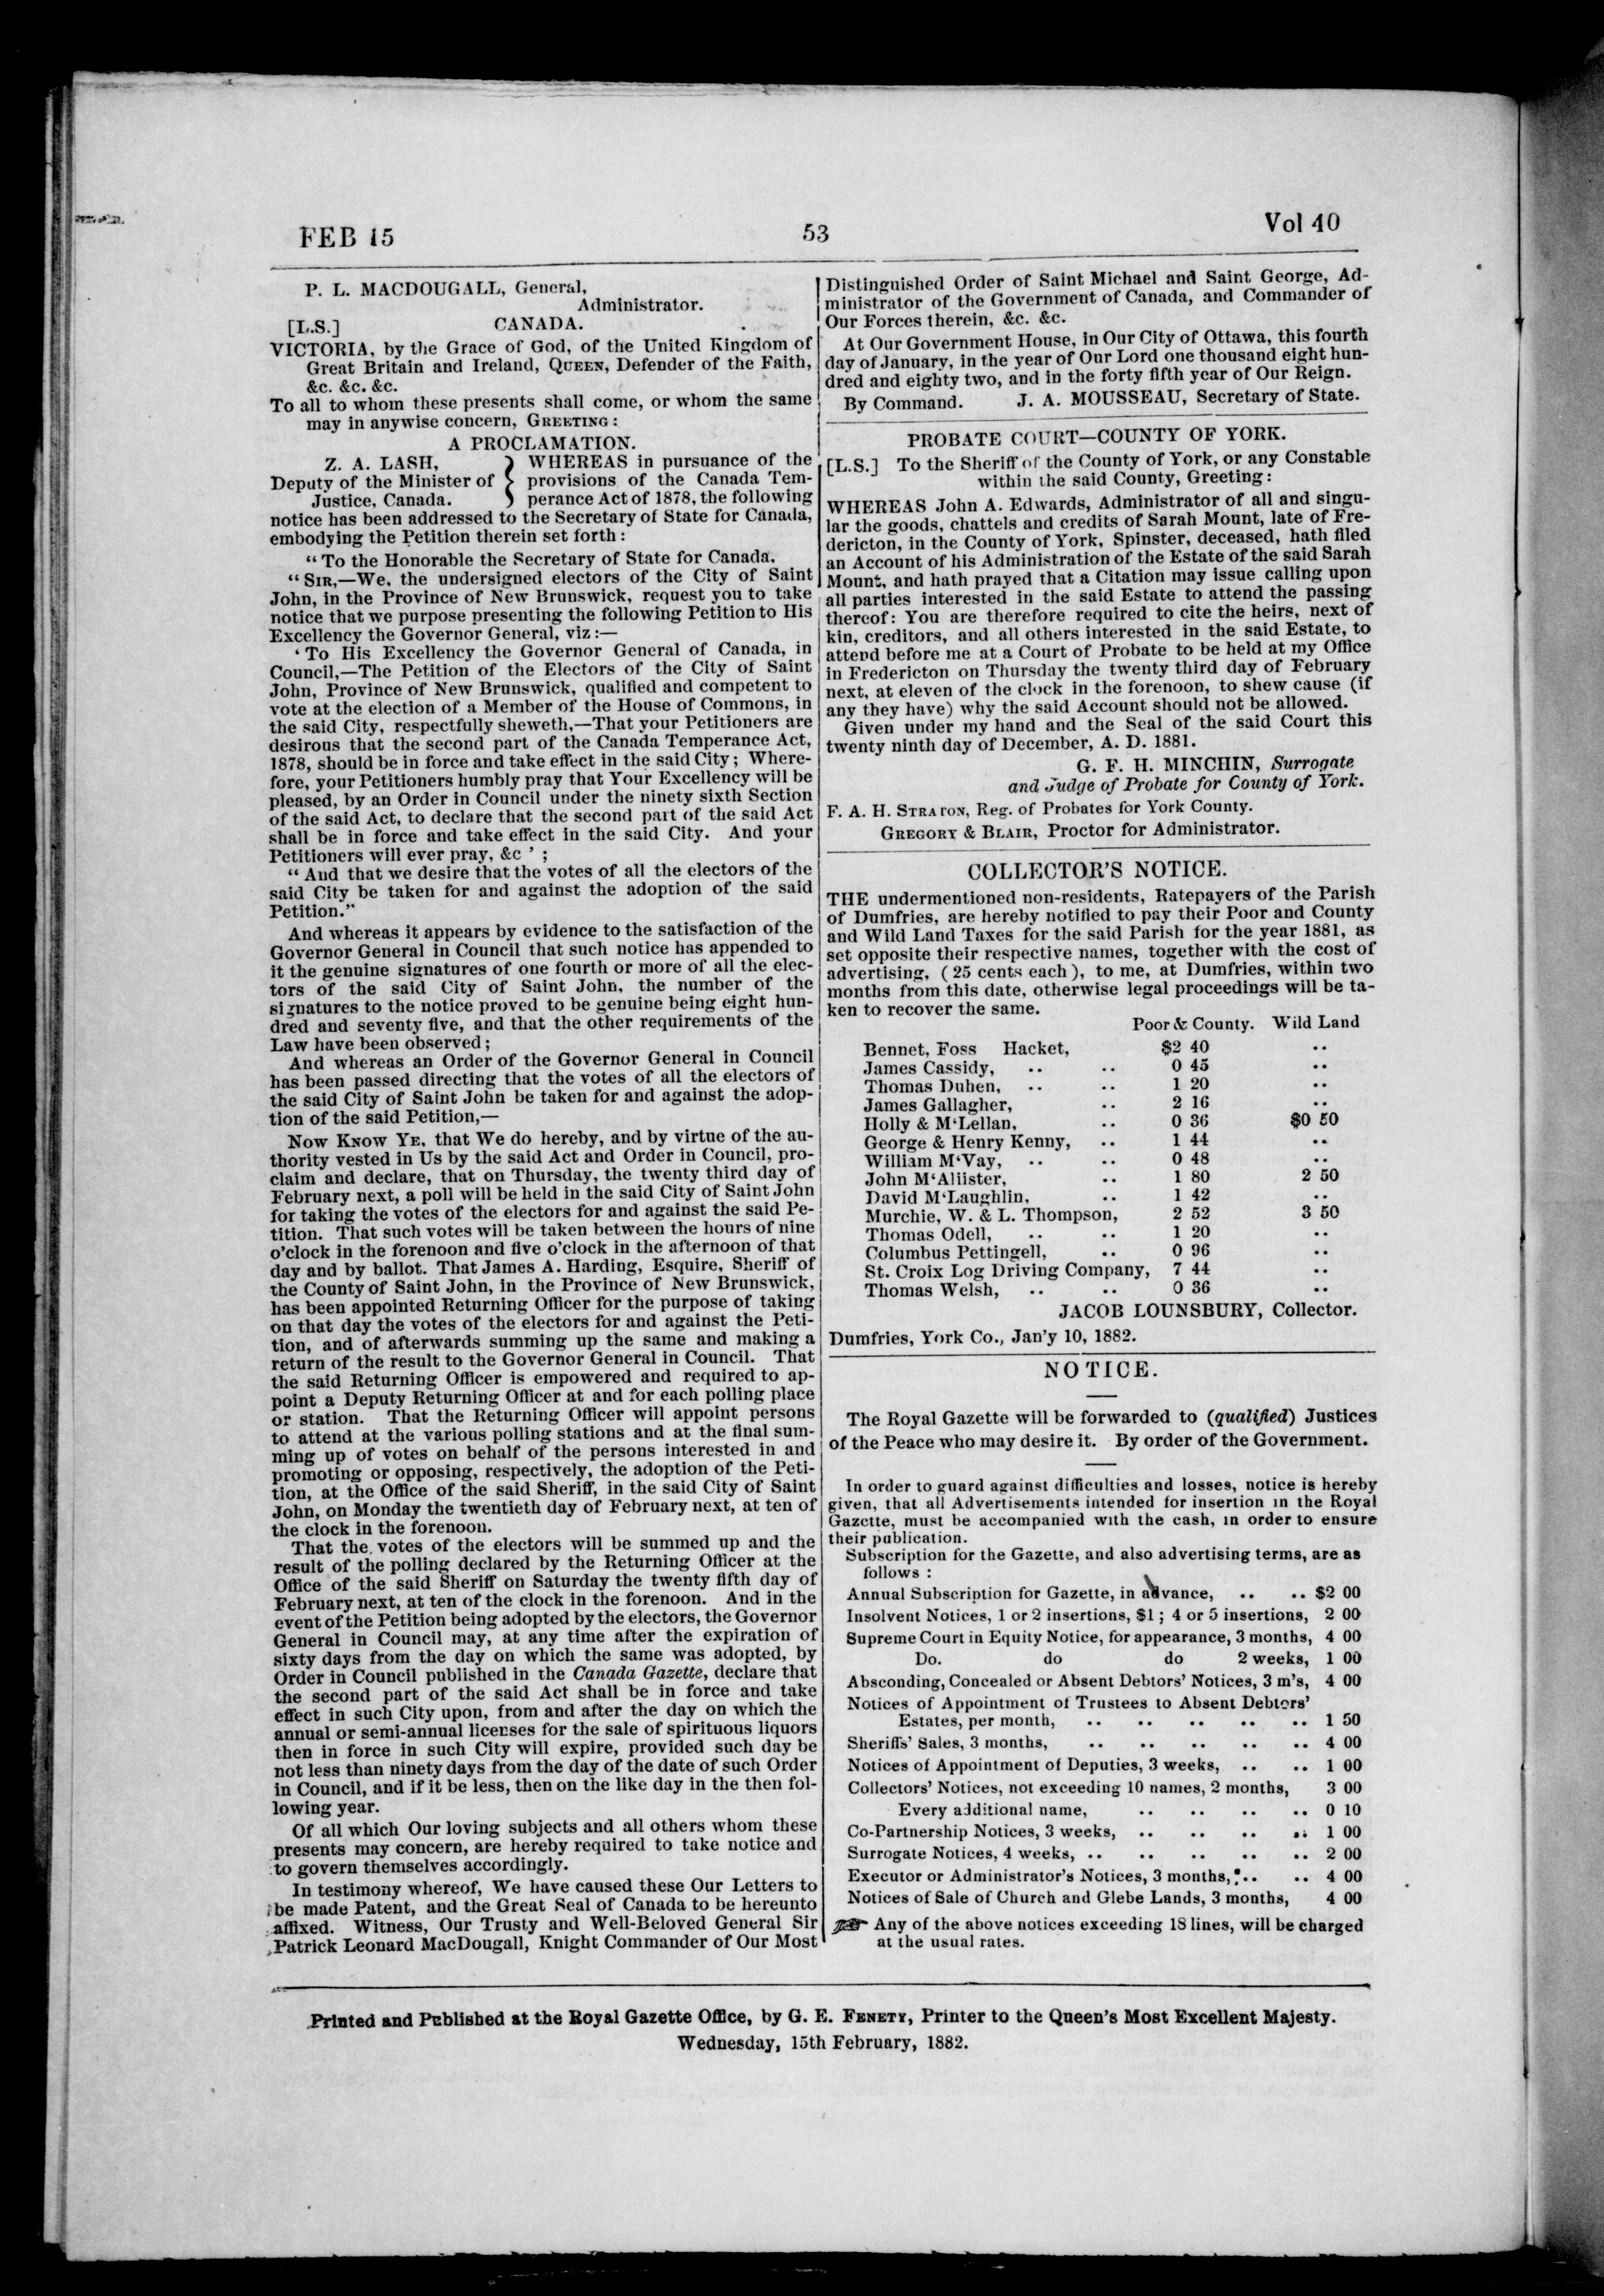 FEB 15
53
Vol 40
P. L. MACDOUGALL, General,
Administrator.
[L.S.] CANADA.
VICTORIA, by the Grace of God, of the United Kingdom of
Great Britain and Ireland, QUEEN, Defender of the Faith,
&c. &c. &c.
To all to whom these presents shall come, or whom the same
may in anywise concern, GREETING:
A PROCLAMATION.
Z. A. LASH,
Deputy of the Minister of
Justice, Canada.
WHEREAS in pursuance of the
provisions of the Canada Tem-
perance Act of 1878, the following
notice has been addressed to the Secretary of State for Canada,
embodying the Petition therein set forth:
"To the Honorable the Secretary of State for Canada,
"SIR,—We, the undersigned electors of the City of Saint
John, in the Province of New Brunswick, request you to take
notice that we purpose presenting the following Petition to His
Excellency the Governor General, viz:—
'To His Excellency the Governor General of Canada, in
Council,—The Petition of the Electors of the City of Saint
John, Province of New Brunswick, qualified and competent to
vote at the election of a Member of the House of Commons, in
the said City, respectfully sheweth,—That your Petitioners are
desirous that the second part of the Canada Temperance Act,
1878, should be in force and take effect in the said City; Where-
fore, your Petitioners humbly pray that Your Excellency will be
pleased, by an Order in Council under the ninety sixth Section
of the said Act, to declare that the second part of the said Act
shall be in force and take effect in the said City. And your
Petitioners will ever pray, &c ';
"And that we desire that the votes of all the electors of the
said City be taken for and against the adoption of the said
Petition."
And whereas it appears by evidence to the satisfaction of the
Governor General in Council that such notice has appended to
it the genuine signatures of one fourth or more of all the elec-
tors of the said City of Saint John, the number of the
signatures to the notice proved to be genuine being eight hun-
dred and seventy five, and that the other requirements of the
Law have been observed;
And whereas an Order of the Governor General in Council
has been passed directing that the votes of all the electors of
the said City of Saint John be taken for and against the adop-
tion of the said Petition,—
NOW KNOW YE, that We do hereby, and by virtue of the au-
thority vested in Us by the said Act and Order in Council, pro-
claim and declare, that on Thursday, the twenty third day of
February next, a poll will be held in the said City of Saint John
for taking the votes of the electors for and against the said Pe-
tition. That such votes will be taken between the hours of nine
o'clock in the forenoon and five o'clock in the afternoon of that
day and by ballot. That James A. Harding, Esquire, Sheriff of
the County of Saint John, in the Province of New Brunswick,
has been appointed Returning Officer for the purpose of taking
on that day the votes of the electors for and against the Peti-
tion, and of afterwards summing up the same and making a
return of the result to the Governor General in Council. That
the said Returning Officer is empowered and required to ap-
point a Deputy Returning Officer at and for each polling place
or station. That the Returning Officer will appoint persons
to attend at the various polling stations and at the final sum-
ming up of votes on behalf of the persons interested in and
promoting or opposing, respectively, the adoption of the Peti-
tion, at the Office of the said Sheriff, in the said City of Saint
John, on Monday the twentieth day of February next, at ten of
the clock in the forenoon.
That the votes of the electors will be summed up and the
result of the polling declared by the Returning Officer at the
Office of the said Sheriff on Saturday the twenty fifth day of
February next, at ten of the clock in the forenoon. And in the
event of the Petition being adopted by the electors, the Governor
General in Council may, at any time after the expiration of
sixty days from the day on which the same was adopted, by
Order in Council published in the Canada Gazette, declare that
the second part of the said Act shall be in force and take
effect in such City upon, from and after the day on which the
annual or semi-annual licenses for the sale of spirituous liquors
then in force in such City will expire, provided such day be
not less than ninety days from the day of the date of such Order
in Council, and if it be less, then on the like day in the then fol-
lowing year.
Of all which Our loving subjects and all others whom these
presents may concern, are hereby required to take notice and
to govern themselves accordingly.
In testimony whereof, We have caused these Our Letters to
be made Patent, and the Great Seal of Canada to be hereunto
affixed. Witness, Our Trusty and Well-Beloved General Sir
Patrick Leonard MacDougall, Knight Commander of Our Most
Distinguished Order of Saint Michael and Saint George, Ad-
ministrator of the Government of Canada, and Commander of
Our Forces therein, &c. &c.
At Our Government House, in Our City of Ottawa, this fourth
day of January, in the year of Our Lord one thousand eight hun-
dred and eighty two, and in the forty fifth year of Our Reign.
By Command. J. A. MOUSSEAU, Secretary of State.
PROBATE COURT—COUNTY OF YORK.
[L.S.] To the Sheriff of the County of York, or any Constable
within the said County, Greeting:
WHEREAS John A. Edwards, Administrator of all and singu-
lar the goods, chattels and credits of Sarah Mount, late of Fre-
dericton, in the County of York, Spinster, deceased, hath filed
an Account of his Administration of the Estate of the said Sarah
Mount, and hath prayed that a Citation may issue calling upon
all parties interested in the said Estate to attend the passing
thereof: You are therefore required to cite the heirs, next of
kin, creditors, and all others interested in the said Estate, to
attend before me at a Court of Probate to be held at my Office
in Fredericton on Thursday the twenty third day of February
next, at eleven of the clock in the forenoon, to shew cause (if
any they have) why the said Account should not be allowed.
Given under my hand and the Seal of the said Court this
twenty ninth day of December, A. D. 1881.
G. F. H. MINCHIN, Surrogate
and Judge of Probate for County of York.
F. A. H. STRATON, Reg. of Probates for York County.
GREGORY & BLAIR, Proctor for Administrator.
COLLECTOR'S NOTICE.
THE undermentioned non-residents, Ratepayers of the Parish
of Dumfries, are hereby notified to pay their Poor and County
and Wild Land Taxes for the said Parish for the year 1881, as
set opposite their respective names, together with the cost of
advertising, (25 cents each), to me, at Dumfries, within two
months from this date, otherwise legal proceedings will be ta-
ken to recover the same.
Poor & County. Wild Land
Bennet, Foss Hacket, $2 40 ..
James Cassidy, .. .. 0 45 ..
Thomas Duhen, .. .. 1 20 ..
James Gallagher, .. 2 16 ..
Holly & M'Lellan, .. 0 36 $0 50
George & Henry Kenny, .. 1 44 ..
William M'Vay, .. .. 0 48 ..
John M'Allister, .. 1 80 2 50
David M'Laughlin, .. 1 42 ..
Murchie, W. & L. Thompson, 2 52 3 50
Thomas Odell, .. .. 1 20 ..
Columbus Pettingell, .. 0 96 ..
St. Croix Log Driving Company, 7 44 ..
Thomas Welsh, .. .. 0 36 ..
JACOB LOUNSBURY, Collector.
Dumfries, York Co., Jan'y 10, 1882.
NOTICE.
The Royal Gazette will be forwarded to (qualified) Justices
of the Peace who may desire it. By order of the Government.
In order to guard against difficulties and losses, notice is hereby
given, that all Advertisements intended for insertion in the Royal
Gazette, must be accompanied with the cash, in order to ensure
their publication.
Subscription for the Gazette, and also advertising terms, are as
follows:
Annual Subscription for Gazette, in advance, .. .. $2 00
Insolvent Notices, 1 or 2 insertions, $1; 4 or 5 insertions, 2 00
Supreme Court in Equity Notice, for appearance, 3 months, 4 00
Do. do do 2 weeks, 1 00
Absconding, Concealed or Absent Debtors' Notices, 3 m's, 4 00
Notices of Appointment of Trustees to Absent Debtors'
Estates, per month, .. .. .. .. .. 1 50
Sheriffs' Sales, 3 months, .. .. .. .. .. 4 00
Notices of Appointment of Deputies, 3 weeks, .. .. 1 00
Collectors' Notices, not exceeding 10 names, 2 months, 3 00
Every additional name, .. .. .. .. 0 10
Co-Partnership Notices, 3 weeks, .. .. .. .. 1 00
Surrogate Notices, 4 weeks, .. .. .. .. .. 2 00
Executor or Administrator's Notices, 3 months, .. .. 4 00
Notices of Sale of Church and Glebe Lands, 3 months, 4 00
☞ Any of the above notices exceeding 18 lines, will be charged
at the usual rates.
Printed and Published at the Royal Gazette Office, by G. E. FENETY, Printer to the Queen's Most Excellent Majesty.
Wednesday, 15th February, 1882.